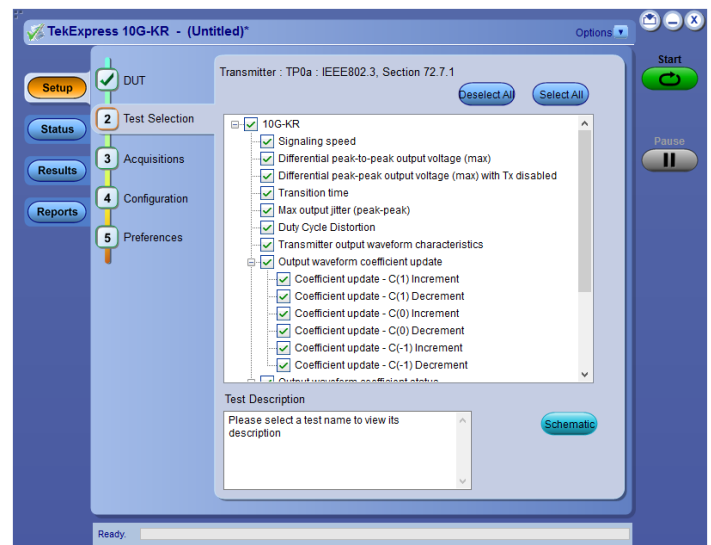 TekExpress 10G-KR - (Untitled)*
Options
Setup
Status
Results
Reports
DUT
2 Test Selection
3 Acquisitions
4 Configuration
5 Preferences
Transmitter : TP0a : IEEE802.3, Section 72.7.1
Deselect All
Select All
10G-KR
Signaling speed
Differential peak-to-peak output voltage (max)
Differential peak-peak output voltage (max) with Tx disabled
Transition time
Max output jitter (peak-peak)
Duty Cycle Distortion
Transmitter output waveform characteristics
Output waveform coefficient update
Coefficient update - C(1) Increment
Coefficient update - C(1) Decrement
Coefficient update - C(0) Increment
Coefficient update - C(0) Decrement
Coefficient update - C(-1) Increment
Coefficient update - C(-1) Decrement
Output waveform coefficient status
Test Description
Please select a test name to view its
description
Schematic
Start
Pause
Ready.